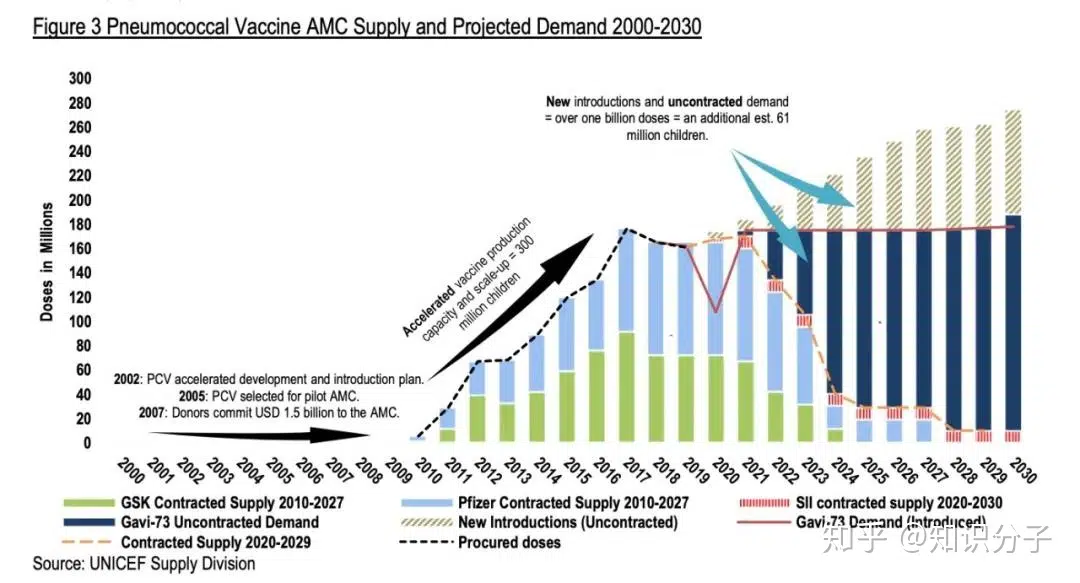 Figure 3 Pneumococcal Vaccine AMC Supply and Projected Demand 2000-2030
300
280
260
240
220
200
180
160
140
120
100
80
60
40
20
0
Doses in Millions
New introductions and uncontracted demand
= over one billion doses = an additional est. 61
million children.
Accelerated vaccine production
capacity and scale-up = 300
million children
2002: PCV accelerated development and introduction plan.
2005: PCV selected for pilot AMC.
2007: Donors commit USD 1.5 billion to the AMC.
2000 2001 2002 2003 2004 2005 2006 2007 2008 2009 2010 2011 2012 2013 2014 2015 2016 2017 2018 2019 2020 2021 2022 2023 2024 2025 2026 2027 2028 2029 2030
GSK Contracted Supply 2010-2027 Pfizer Contracted Supply 2010-2027 SII contracted supply 2020-2030
Gavi-73 Uncontracted Demand New Introductions (Uncontracted) Gavi-73 Demand (Introduced)
Contracted Supply 2020-2029 Procured doses
知乎 @知识分子
Source: UNICEF Supply Division